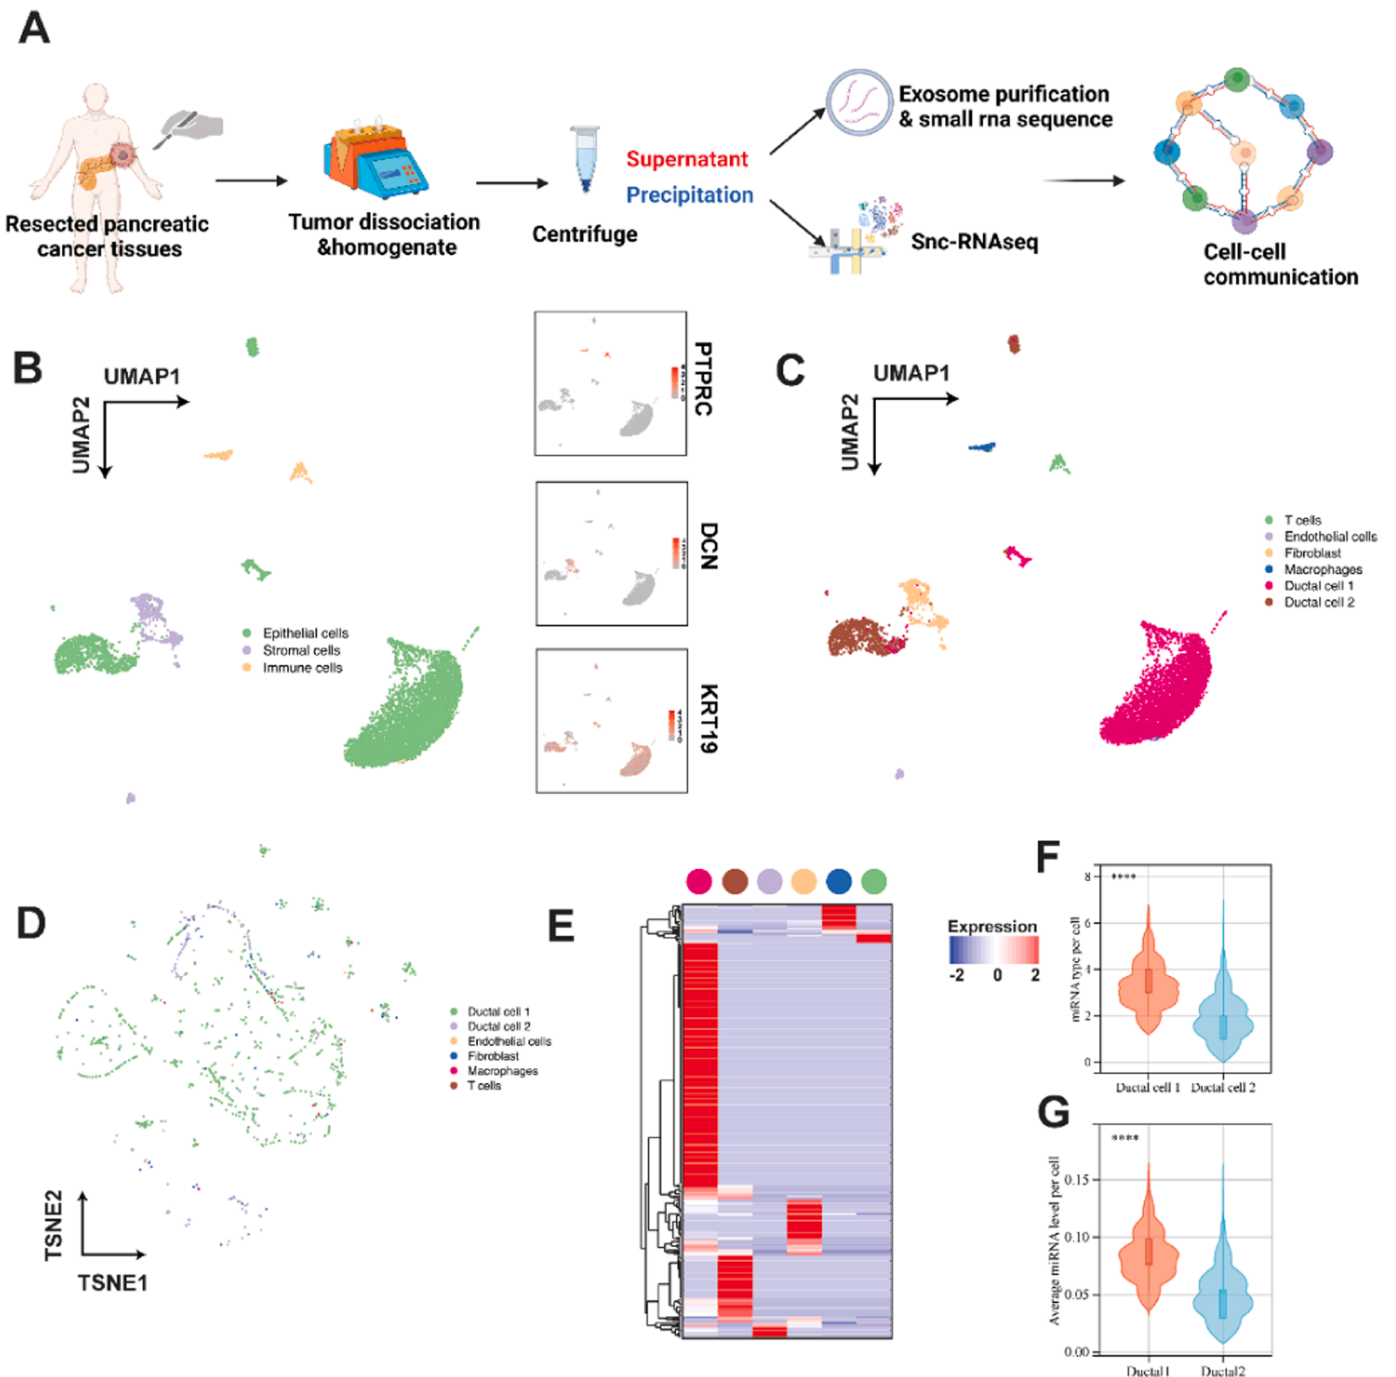 A
Resected pancreatic
cancer tissues
Tumor dissociation
&homogenate
Centrifuge
Supernatant
Precipitation
Exosome purification
& small rna sequence
Snc-RNAseq
Cell-cell
communication
B
UMAP1
UMAP2
Epithelial cells
Stromal cells
Immune cells
PTPRC
DCN
KRT19
C
UMAP1
UMAP2
T cells
Endothelial cells
Fibroblast
Macrophages
Ductal cell 1
Ductal cell 2
D
TSNE2
TSNE1
Ductal cell 1
Ductal cell 2
Endothelial cells
Fibroblast
Macrophages
T cells
E
Expression
-2 0 2
F
****
miRNA type per cell
8
6
4
2
0
Ductal cell 1 Ductal cell 2
G
****
Average miRNA level per cell
0.15
0.10
0.05
0.00
Ductal1 Ductal2